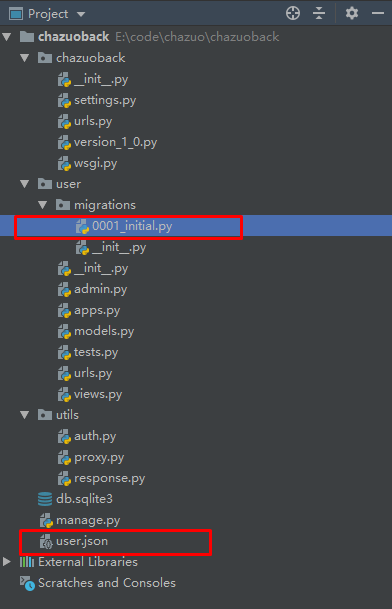 Project
chazuoback E:\code\chazuo\chazuoback
chazuoback
__init__.py
settings.py
urls.py
version_1_0.py
wsgi.py
user
migrations
0001_initial.py
__init__.py
__init__.py
admin.py
apps.py
models.py
tests.py
urls.py
views.py
utils
auth.py
proxy.py
response.py
db.sqlite3
manage.py
user.json
External Libraries
Scratches and Consoles